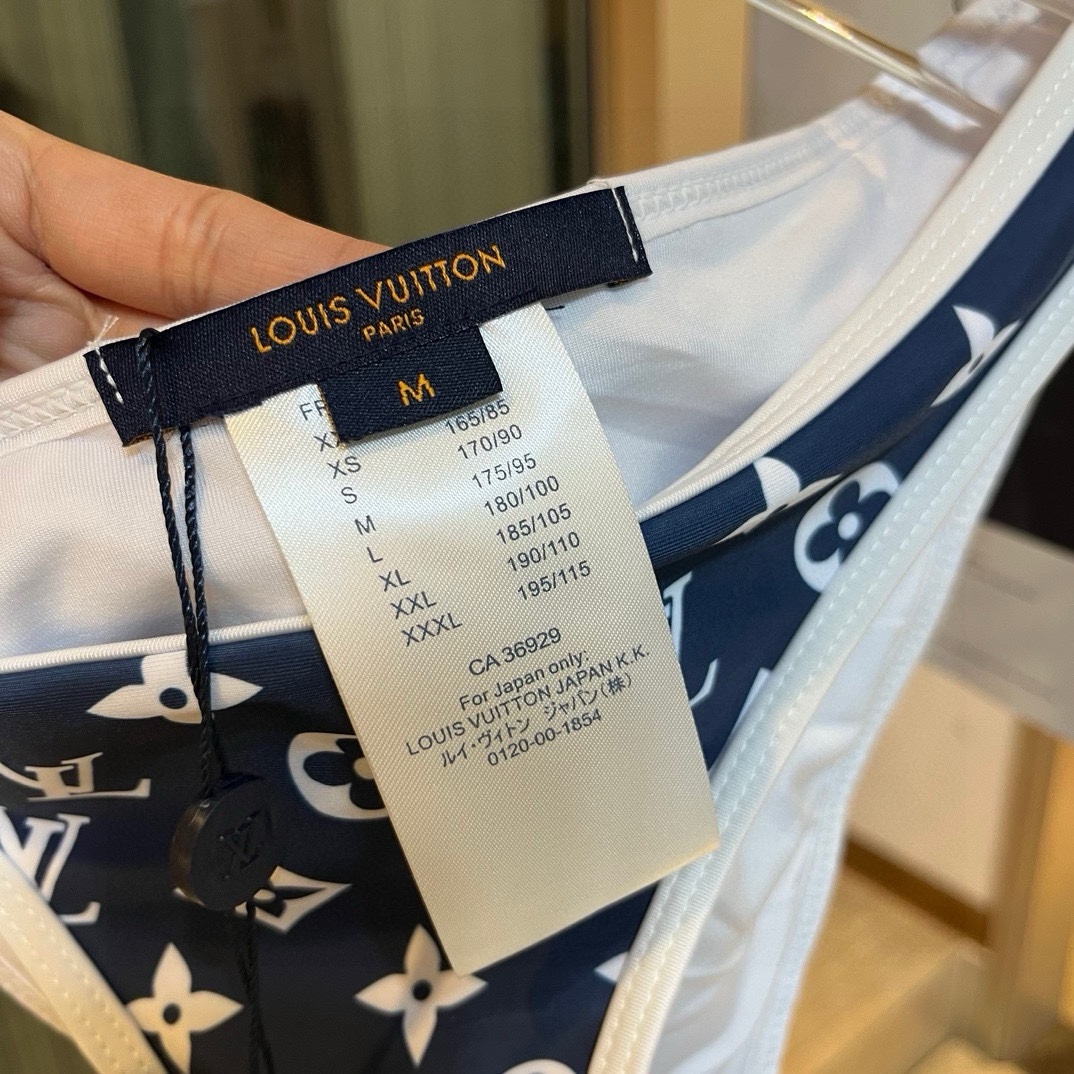 LOUIS VUITTON
PARIS
M
165/85
XS 170/90
S 175/95
M 180/100
L 185/105
XL 190/110
XXL 195/115
XXXL
CA 36929
For Japan only:
LOUIS VUITTON JAPAN K.K.
ルイ・ヴィトン ジャパン(株)
0120-00-1854